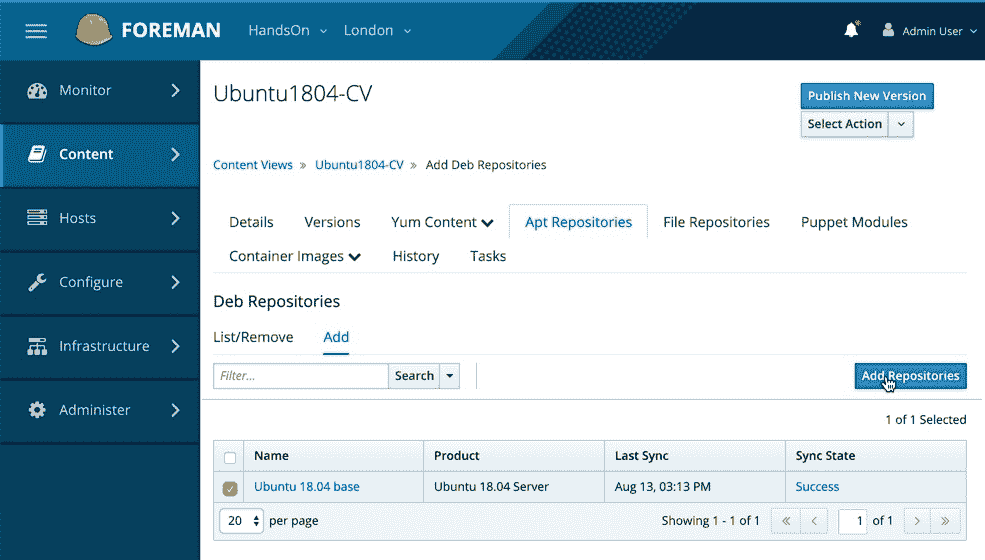 FOREMAN HandsOn London Admin User
Monitor
Content
Hosts
Configure
Infrastructure
Administer
Ubuntu1804-CV
Publish New Version
Select Action
Content Views » Ubuntu1804-CV » Add Deb Repositories
Details Versions Yum Content Apt Repositories File Repositories Puppet Modules
Container Images History Tasks
Deb Repositories
List/Remove Add
Filter... Search Add Repositories
1 of 1 Selected
Name Product Last Sync Sync State
Ubuntu 18.04 base Ubuntu 18.04 Server Aug 13, 03:13 PM Success
20 per page Showing 1 - 1 of 1 « < 1 of 1 > »